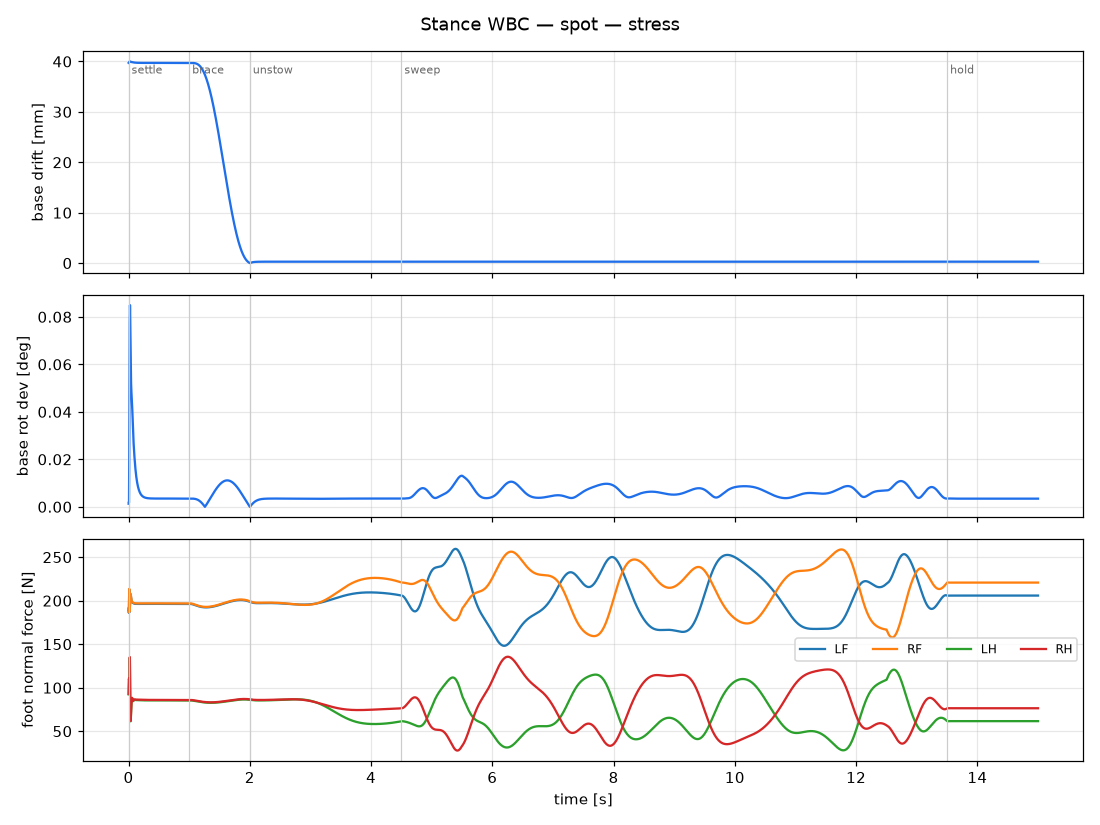 Stance WBC — spot — stress
base drift [mm]
40
30
20
10
0
settle
brace
unstow
sweep
hold
base rot dev [deg]
0.08
0.06
0.04
0.02
0.00
foot normal force [N]
250
200
150
100
50
LF RF LH RH
0 2 4 6 8 10 12 14
time [s]